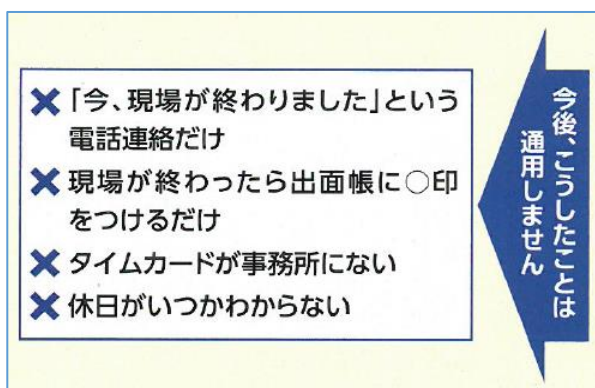 ✕「今、現場が終わりました」という
電話連絡だけ
✕ 現場が終わったら出面帳に○印
をつけるだけ
✕ タイムカードが事務所にない
✕ 休日がいつかわからない
今後、こうしたことは
通用しません